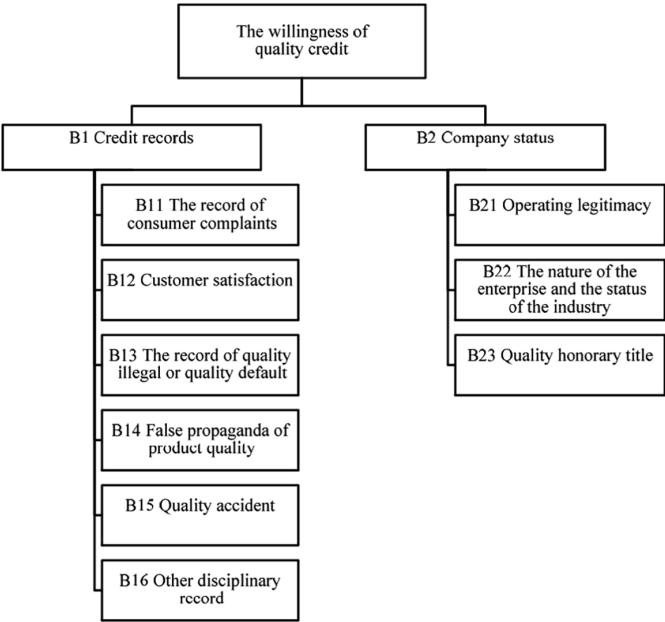 The willingness of
quality credit
B1 Credit records
B2 Company status
B11 The record of
consumer complaints
B12 Customer satisfaction
B13 The record of quality
illegal or quality default
B14 False propaganda of
product quality
B15 Quality accident
B16 Other disciplinary
record
B21 Operating legitimacy
B22 The nature of the
enterprise and the status
of the industry
B23 Quality honorary title